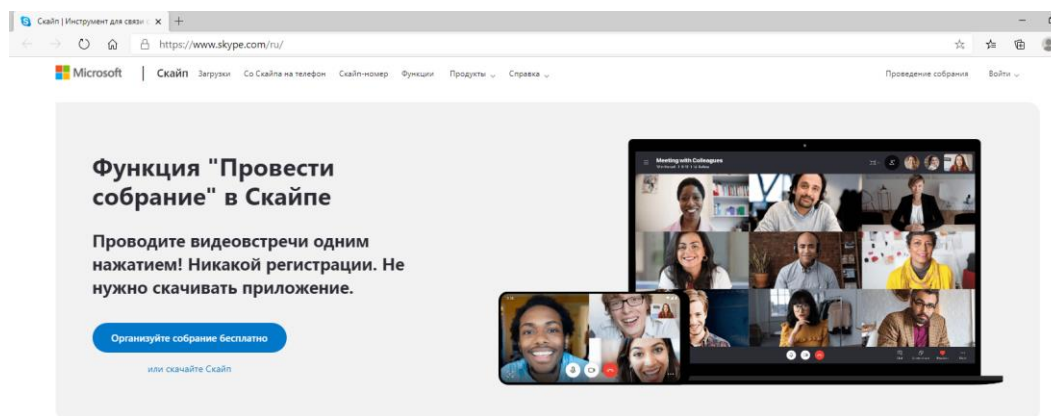 Скайп | Инструмент для связи с
https://www.skype.com/ru/
Microsoft | Скайп Загрузки Со Скайпа на телефон Скайп-номер Функции Продукты Справка Проведение собрания Войти
Функция "Провести
собрание" в Скайпе
Проводите видеовстречи одним
нажатием! Никакой регистрации. Не
нужно скачивать приложение.
Организуйте собрание бесплатно
или скачайте Скайп
Meeting with Colleagues